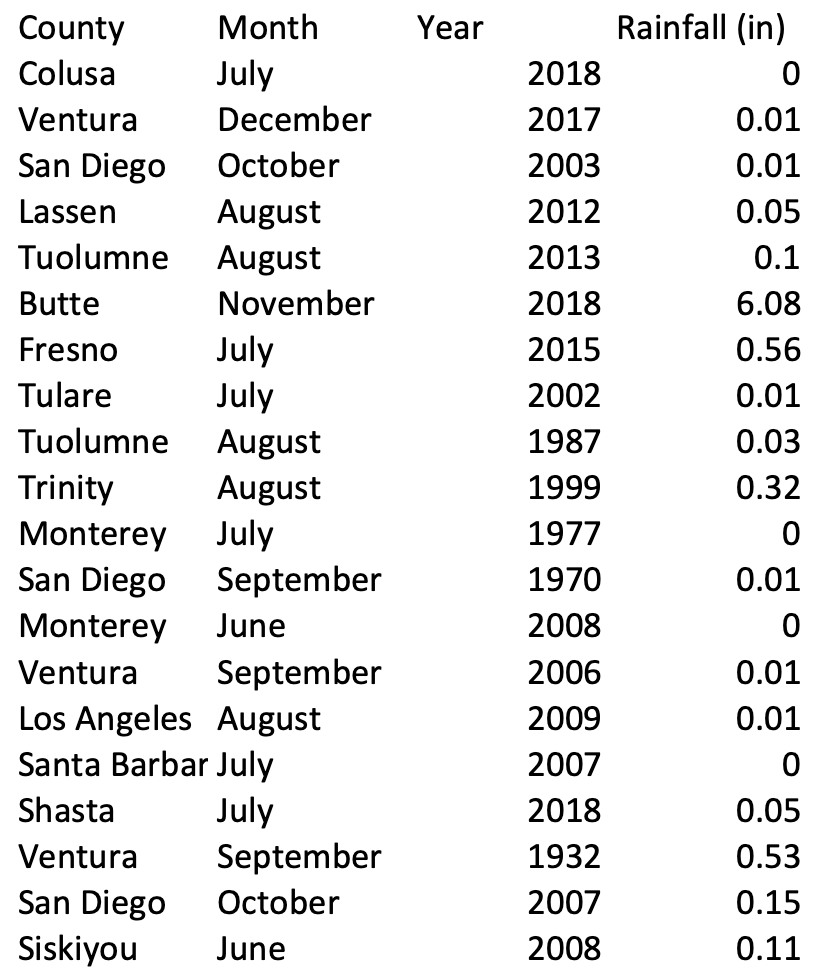 County Month Year Rainfall (in)
Colusa July 2018 0
Ventura December 2017 0.01
San Diego October 2003 0.01
Lassen August 2012 0.05
Tuolumne August 2013 0.1
Butte November 2018 6.08
Fresno July 2015 0.56
Tulare July 2002 0.01
Tuolumne August 1987 0.03
Trinity August 1999 0.32
Monterey July 1977 0
San Diego September 1970 0.01
Monterey June 2008 0
Ventura September 2006 0.01
Los Angeles August 2009 0.01
Santa Barbar July 2007 0
Shasta July 2018 0.05
Ventura September 1932 0.53
San Diego October 2007 0.15
Siskiyou June 2008 0.11